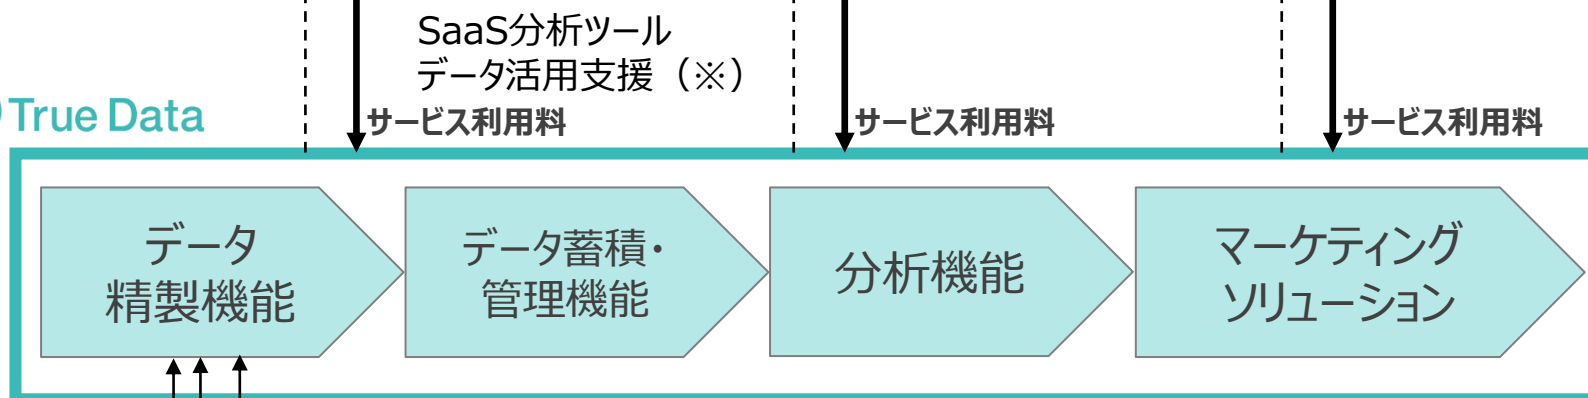 SaaS分析ツール
データ活用支援（※）
True Data
サービス利用料
サービス利用料
サービス利用料
データ
精製機能
データ蓄積・
管理機能
分析機能
マーケティング
ソリューション